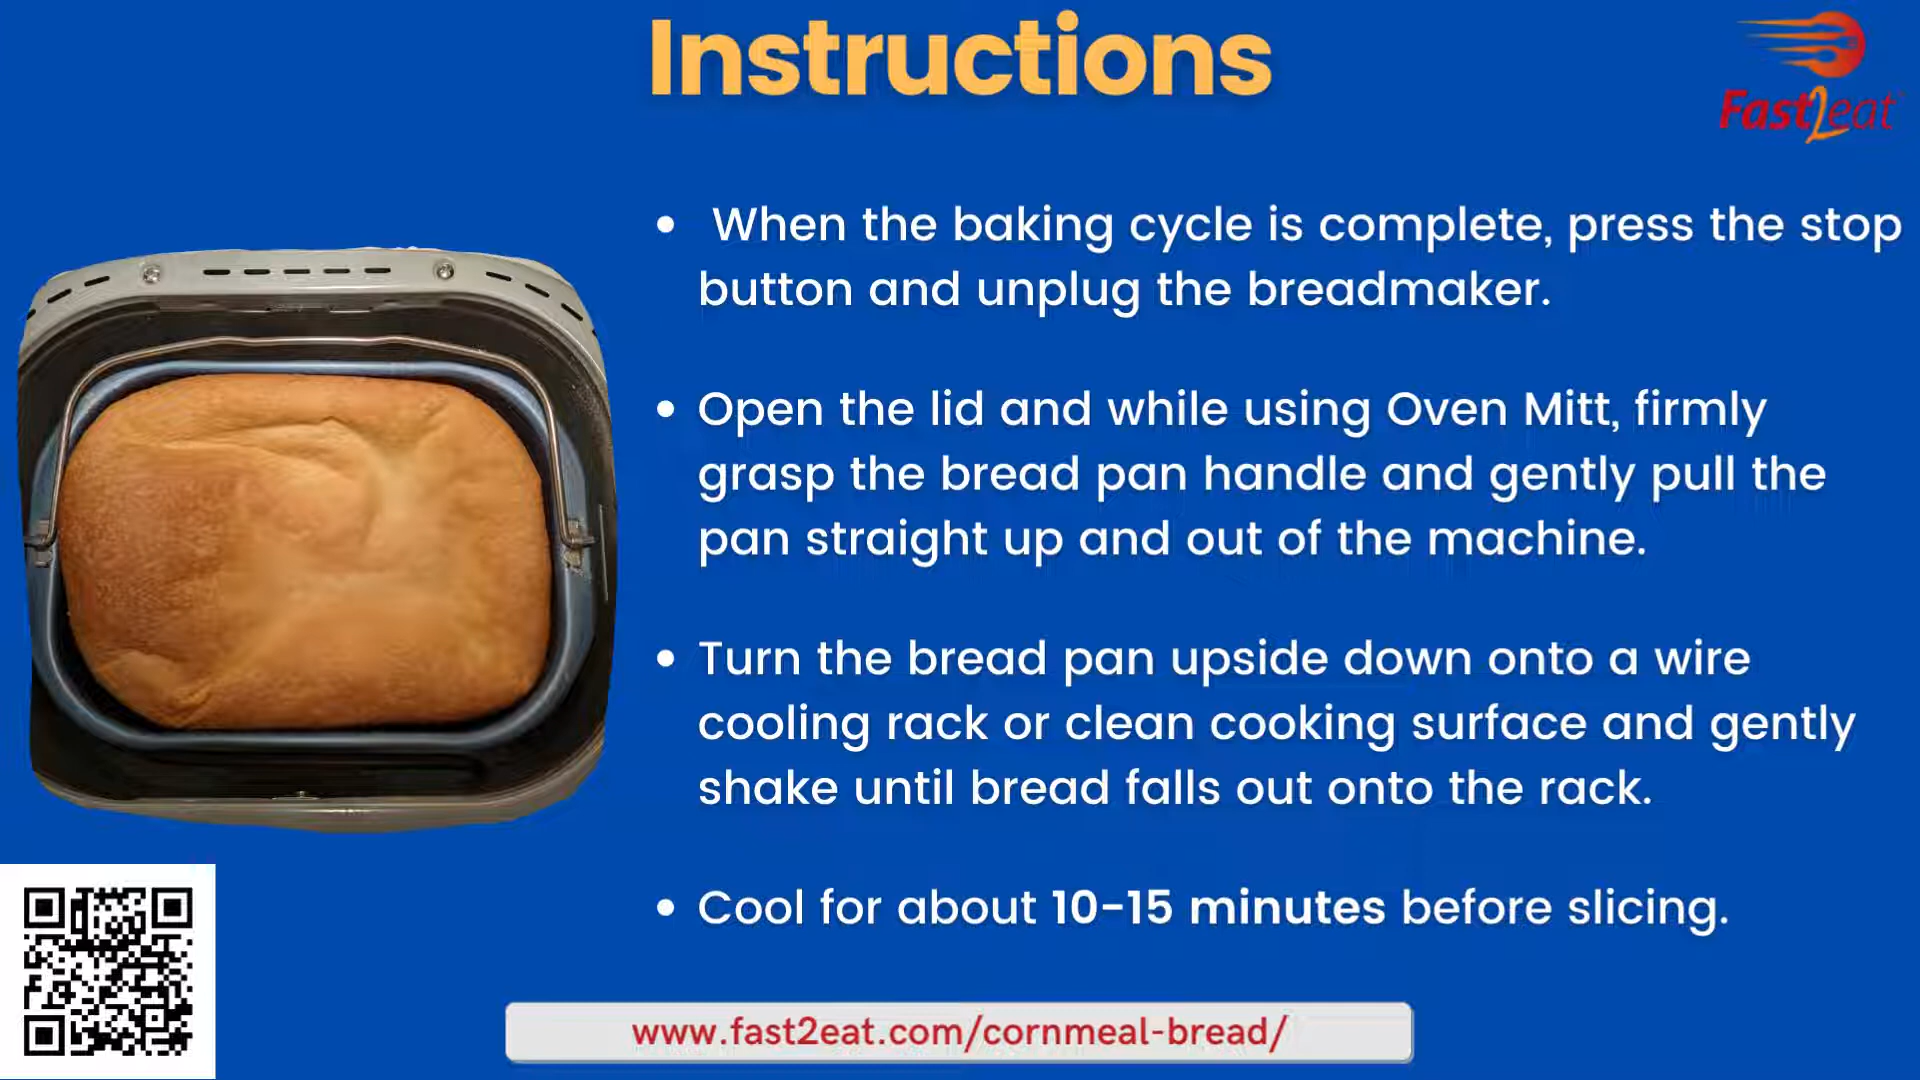 Instructions
Fast2eat
• When the baking cycle is complete, press the stop
button and unplug the breadmaker.
• Open the lid and while using Oven Mitt, firmly
grasp the bread pan handle and gently pull the
pan straight up and out of the machine.
• Turn the bread pan upside down onto a wire
cooling rack or clean cooking surface and gently
shake until bread falls out onto the rack.
• Cool for about 10-15 minutes before slicing.
www.fast2eat.com/cornmeal-bread/